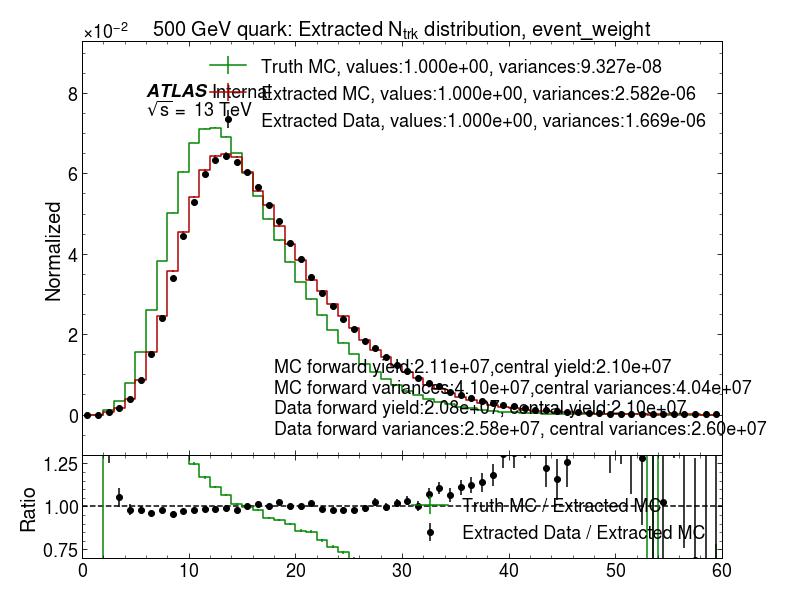 ×10⁻² 500 GeV quark: Extracted Ntrk distribution, event_weight
Truth MC, values:1.000e+00, variances:9.327e-08
ATLAS Internal
Extracted MC, values:1.000e+00, variances:2.582e-06
√s = 13 TeV
Extracted Data, values:1.000e+00, variances:1.669e-06
8
6
4
2
0
Normalized
MC forward yield:2.11e+07,central yield:2.10e+07
MC forward variances:4.10e+07,central variances:4.04e+07
Data forward yield:2.08e+07, central yield:2.10e+07
Data forward variances:2.58e+07, central variances:2.60e+07
1.25
1.00
0.75
Ratio
Truth MC / Extracted MC
Extracted Data / Extracted MC
0 10 20 30 40 50 60